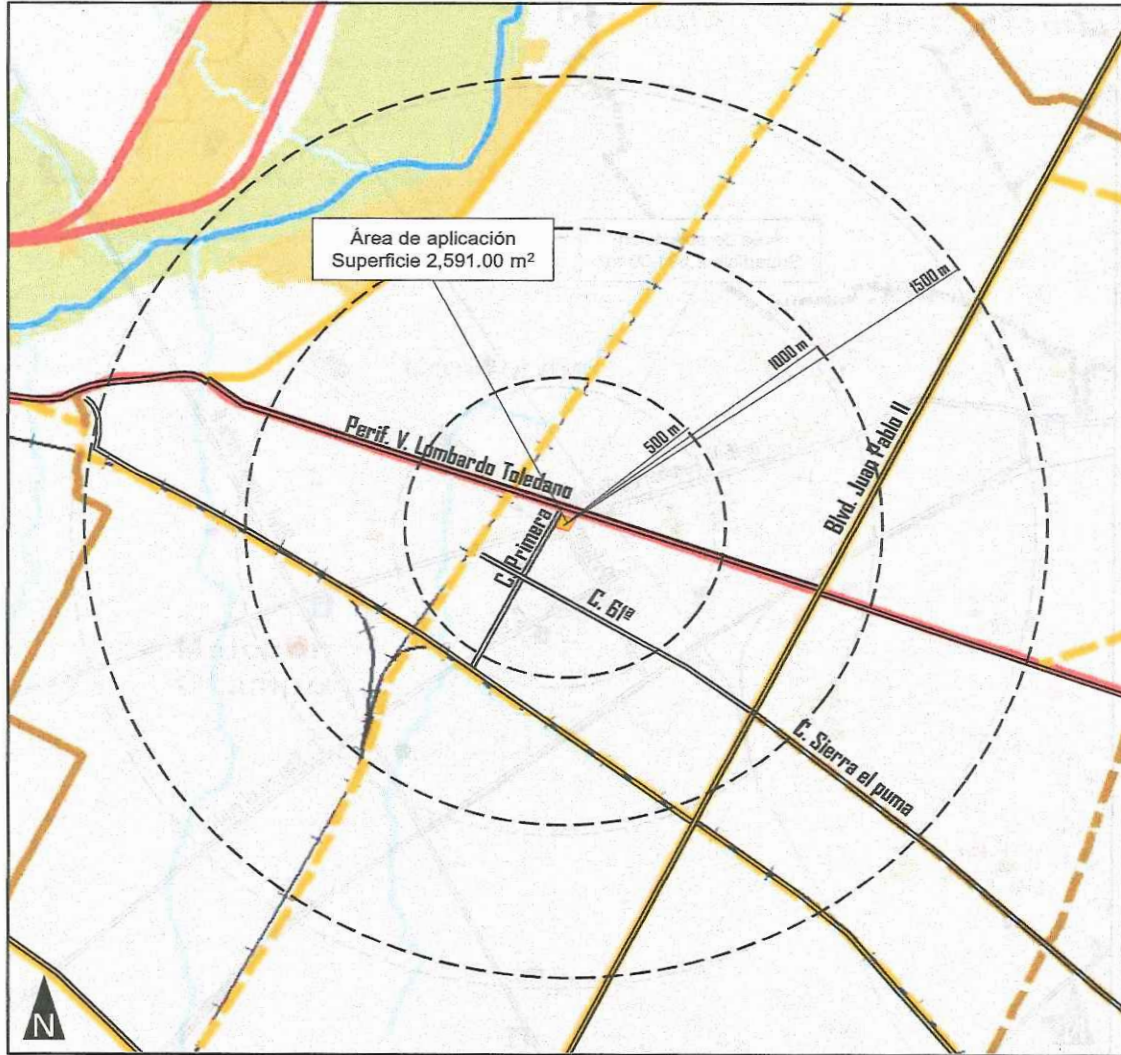 Área de aplicación
Superficie 2,591.00 m²
1500 m
1000 m
500 m
Perif. V. Lombardo Toledano
Blvd. Juan Pablo II
C. Primera
C. 61ª
C. Sierra el puma
N